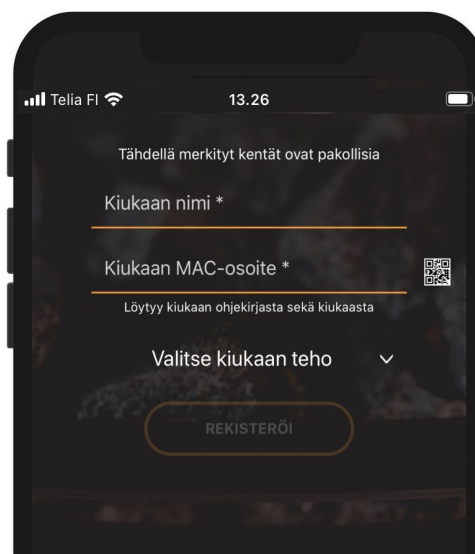 Telia FI 13.26
Tähdellä merkityt kentät ovat pakollisia
Kiukaan nimi *
Kiukaan MAC-osoite *
Löytyy kiukaan ohjekirjasta sekä kiukaasta
Valitse kiukaan teho
REKISTERÖI